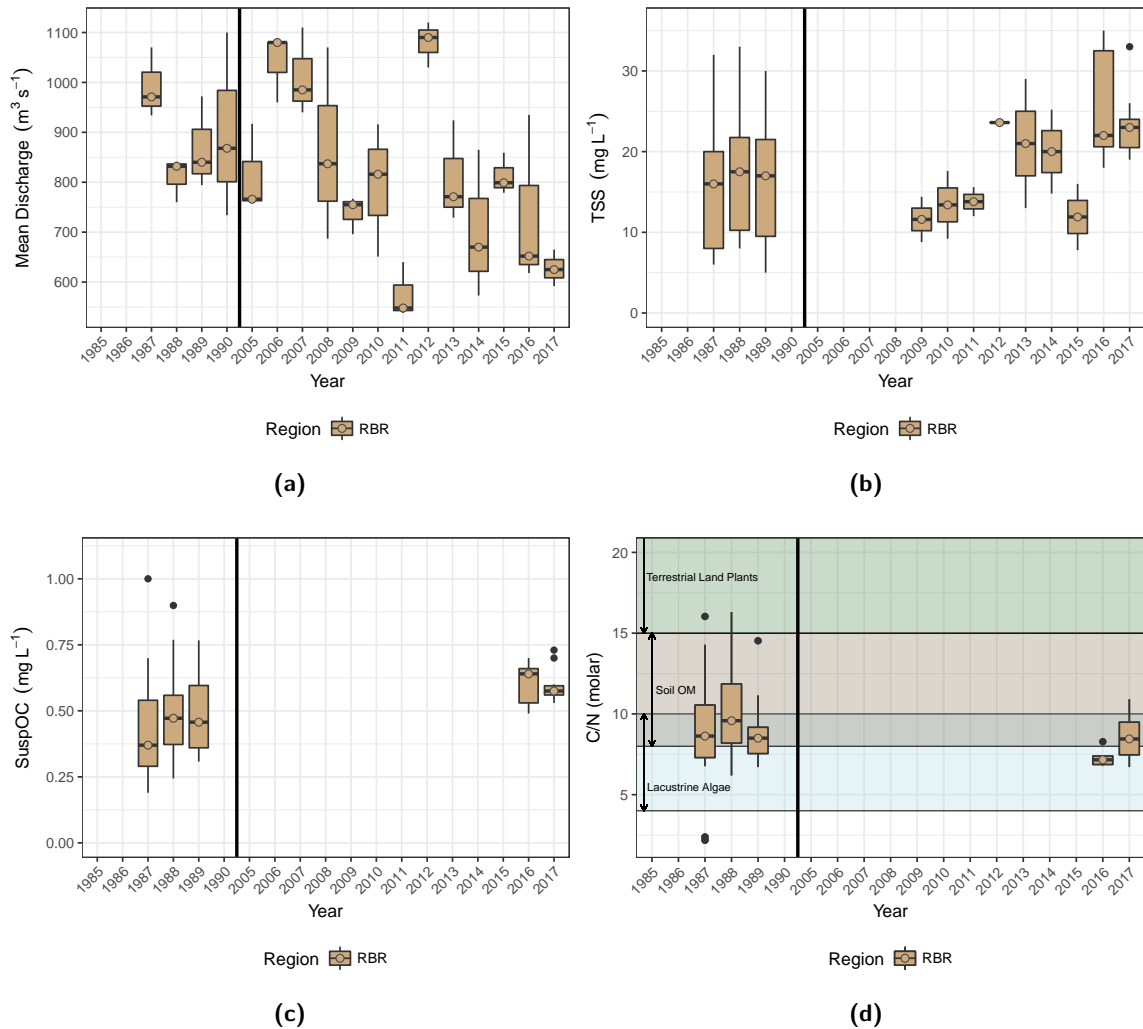 Mean Discharge (m³ s⁻¹)
1100
1000
900
800
700
600
1985 1986 1987 1988 1989 1990 2005 2006 2007 2008 2009 2010 2011 2012 2013 2014 2015 2016 2017
Year
Region RBR
(a)
TSS (mg L⁻¹)
30
20
10
0
1985 1986 1987 1988 1989 1990 2005 2006 2007 2008 2009 2010 2011 2012 2013 2014 2015 2016 2017
Year
Region RBR
(b)
SuspOC (mg L⁻¹)
1.00
0.75
0.50
0.25
0.00
1985 1986 1987 1988 1989 1990 2005 2006 2007 2008 2009 2010 2011 2012 2013 2014 2015 2016 2017
Year
Region RBR
(c)
C/N (molar)
20
15
10
5
Terrestrial Land Plants
Soil OM
Lacustrine Algae
1985 1986 1987 1988 1989 1990 2005 2006 2007 2008 2009 2010 2011 2012 2013 2014 2015 2016 2017
Year
Region RBR
(d)